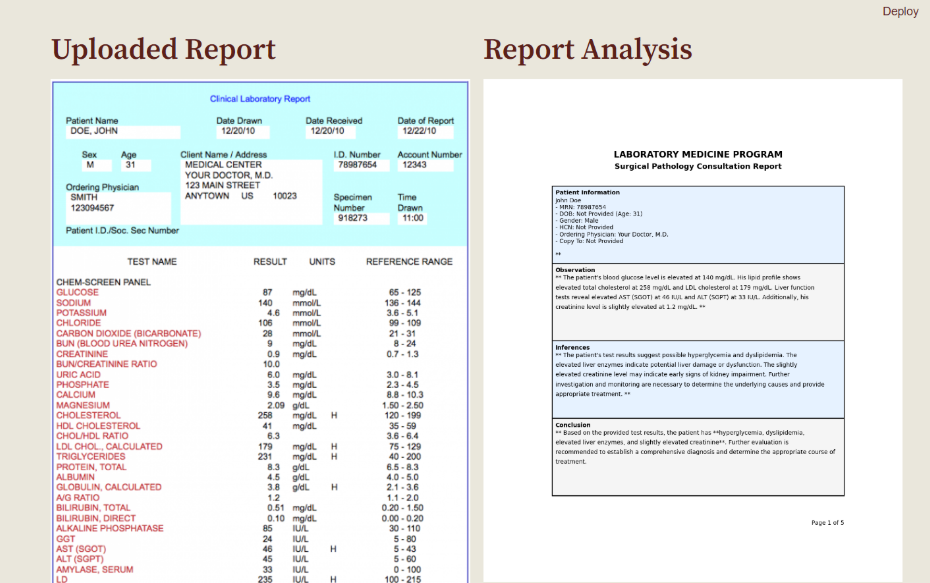 Deploy
Uploaded Report
Report Analysis
Clinical Laboratory Report
Patient Name Date Drawn Date Received Date of Report
DOE, JOHN 12/20/10 12/20/10 12/22/10
Sex Age Client Name / Address I.D. Number Account Number
M 31 MEDICAL CENTER 78987654 12343
YOUR DOCTOR, M.D.
Ordering Physician 123 MAIN STREET
SMITH ANYTOWN US 10023 Specimen Time
123094567 Number Drawn
918273 11:00
Patient I.D./Soc. Sec Number
TEST NAME RESULT UNITS REFERENCE RANGE
CHEM-SCREEN PANEL
GLUCOSE 87 mg/dL 65 - 125
SODIUM 140 mmol/L 136 - 144
POTASSIUM 4.6 mmol/L 3.6 - 5.1
CHLORIDE 106 mmol/L 99 - 109
CARBON DIOXIDE (BICARBONATE) 28 mmol/L 21 - 31
BUN (BLOOD UREA NITROGEN) 9 mg/dL 8 - 24
CREATININE 0.9 mg/dL 0.7 - 1.3
BUN/CREATININE RATIO 10.0
URIC ACID 6.0 mg/dL 3.0 - 8.1
PHOSPHATE 3.5 mg/dL 2.3 - 4.5
CALCIUM 9.6 mg/dL 8.8 - 10.3
MAGNESIUM 2.09 g/dL 1.50 - 2.50
CHOLESTEROL 258 mg/dL H 120 - 199
HDL CHOLESTEROL 41 mg/dL 35 - 59
CHOL/HDL RATIO 6.3 3.6 - 6.4
LDL CHOL., CALCULATED 179 mg/dL H 75 - 129
TRIGLYCERIDES 231 mg/dL H 40 - 200
PROTEIN, TOTAL 8.3 g/dL 6.5 - 8.3
ALBUMIN 4.5 g/dL 4.0 - 5.0
GLOBULIN, CALCULATED 3.8 g/dL H 2.1 - 3.6
A/G RATIO 1.2 1.1 - 2.0
BILIRUBIN, TOTAL 0.51 mg/dL 0.20 - 1.50
BILIRUBIN, DIRECT 0.10 mg/dL 0.00 - 0.20
ALKALINE PHOSPHATASE 85 IU/L 30 - 110
GGT 24 IU/L 5 - 80
AST (SGOT) 46 IU/L H 5 - 43
ALT (SGPT) 45 IU/L 5 - 60
AMYLASE, SERUM 33 IU/L 0 - 100
LD 235 IU/L H 100 - 215
LABORATORY MEDICINE PROGRAM
Surgical Pathology Consultation Report
Patient Information
John Doe
- MRN: 78987654
- DOB: Not Provided (Age: 31)
- Gender: Male
- HCN: Not Provided
- Ordering Physician: Your Doctor, M.D.
- Copy To: Not Provided
**
Observation
** The patient's blood glucose level is elevated at 140 mg/dL. His lipid profile shows
elevated total cholesterol at 258 mg/dL and LDL cholesterol at 179 mg/dL. Liver function
tests reveal elevated AST (SGOT) at 46 IU/L and ALT (SGPT) at 33 IU/L. Additionally, his
creatinine level is slightly elevated at 1.2 mg/dL. **
Inferences
** The patient's test results suggest possible hyperglycemia and dyslipidemia. The
elevated liver enzymes indicate potential liver damage or dysfunction. The slightly
elevated creatinine level may indicate early signs of kidney impairment. Further
investigation and monitoring are necessary to determine the underlying causes and provide
appropriate treatment. **
Conclusion
** Based on the provided test results, the patient has **hyperglycemia, dyslipidemia,
elevated liver enzymes, and slightly elevated creatinine**. Further evaluation is
recommended to establish a comprehensive diagnosis and determine the appropriate course of
treatment.
Page 1 of 5